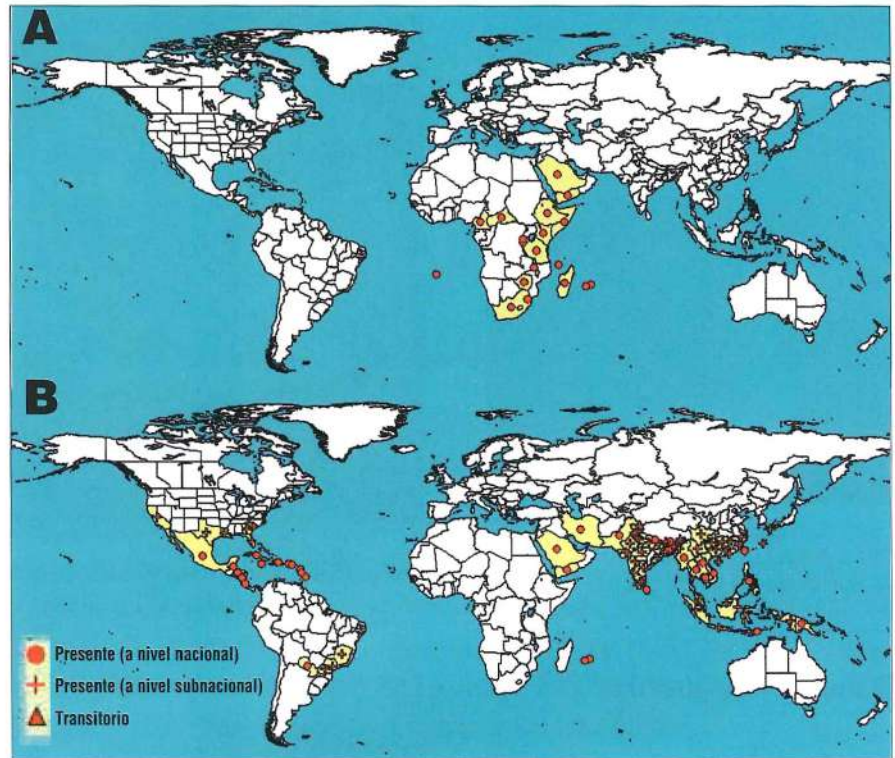 A
B
Presente (a nivel nacional)
Presente (a nivel subnacional)
Transitorio